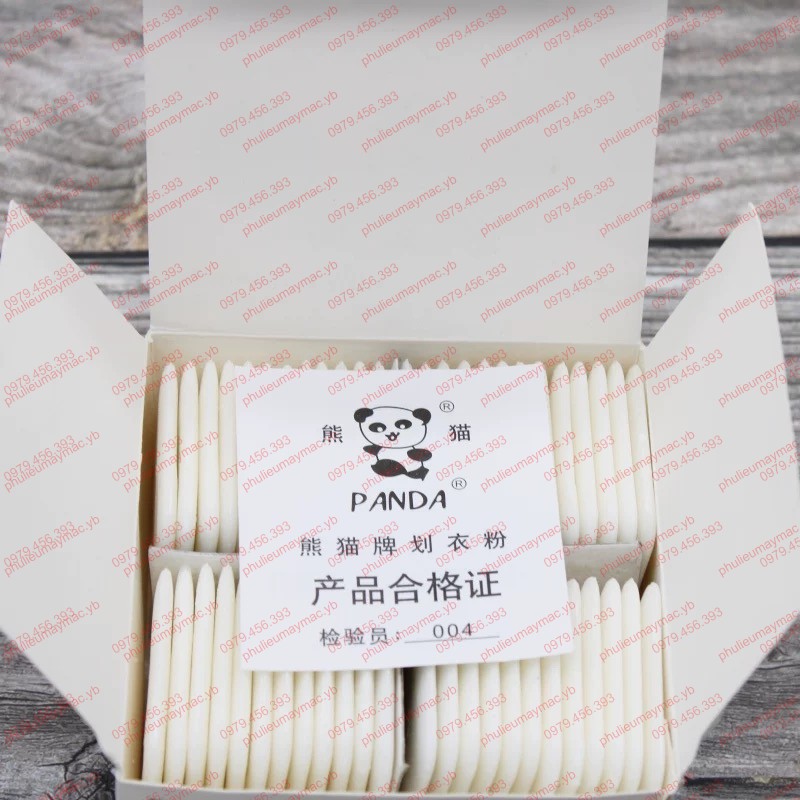 熊 猫 ®
PANDA ®
熊猫牌划衣粉
产品合格证
检验员: 004
0979.456.393
phulieumaymac.yb